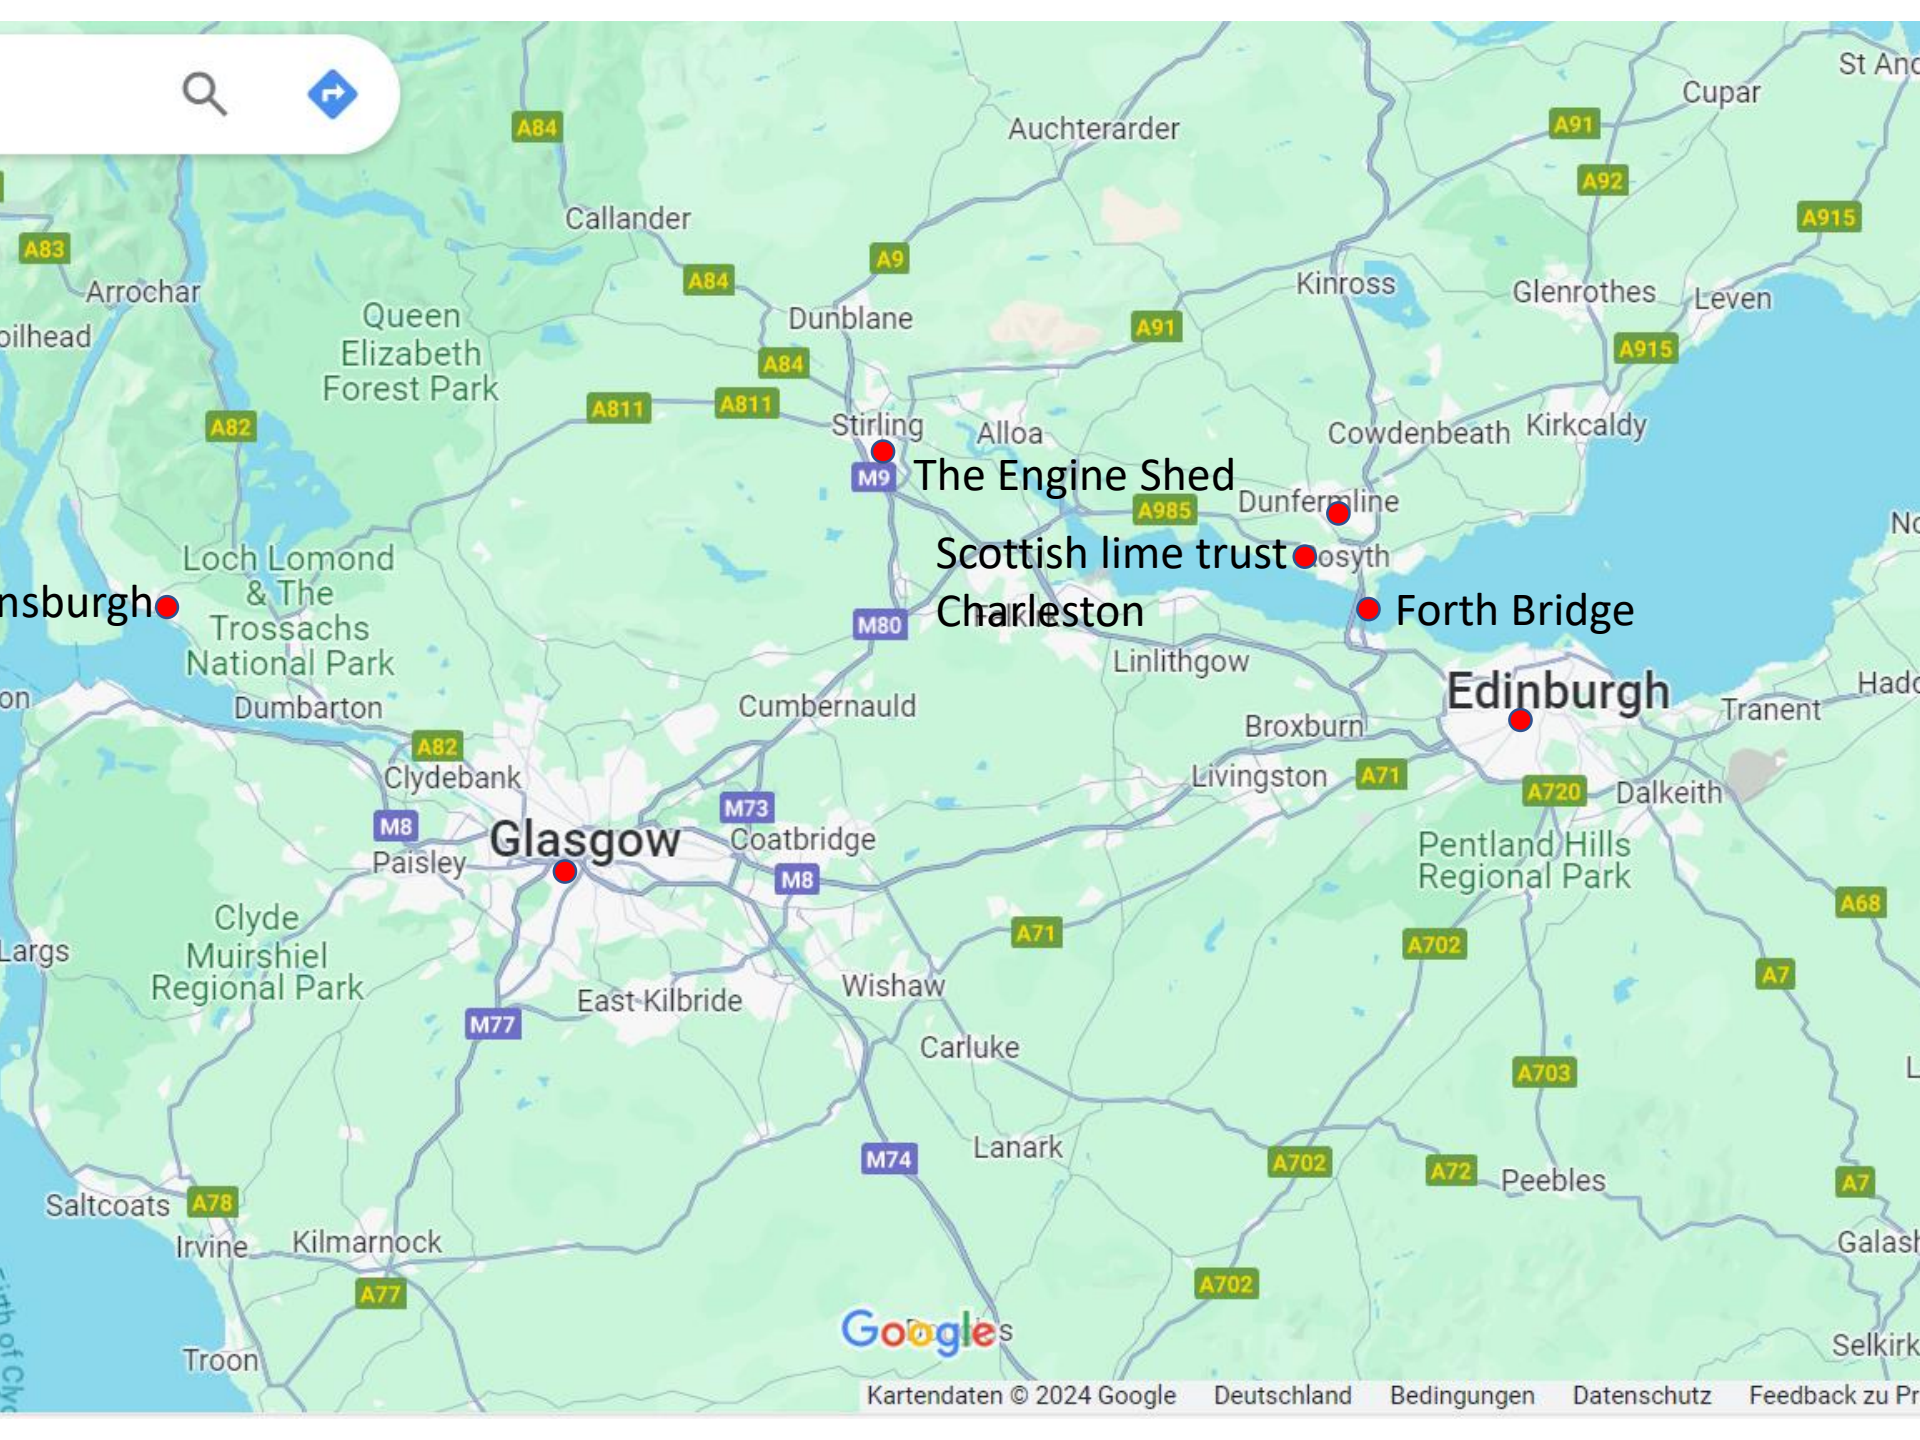 St And
Cupar
A84
Auchterarder
A91
A92
Callander
A915
A83
A9
A84
Arrochar
Kinross
Glenrothes
Leven
Queen
Elizabeth
Forest Park
Dunblane
A91
oilhead
A915
A84
A811
A811
A82
Stirling
Alloa
Cowdenbeath
Kirkcaldy
M9
The Engine Shed
Dunfermline
A985
No
Loch Lomond
& The
Trossachs
National Park
Scottish lime trust
osyth
nsburgh
Charleston
Falkirk
Forth Bridge
M80
Linlithgow
Edinburgh
Hadd
on
Dumbarton
Cumbernauld
Broxburn
Tranent
A82
Clydebank
Livingston
A71
A720
Dalkeith
M73
M8
Glasgow
Coatbridge
Paisley
M8
Pentland Hills
Regional Park
A68
Clyde
Muirshiel
Regional Park
A71
A702
Largs
A7
Wishaw
East Kilbride
M77
Carluke
L
A703
Lanark
M74
A702
A72
Peebles
A7
Saltcoats
A78
Irvine
Kilmarnock
Galash
A77
A702
Firth of Clyd
Google
Douglas
Troon
Selkirk
Kartendaten © 2024 Google
Deutschland
Bedingungen
Datenschutz
Feedback zu Pr